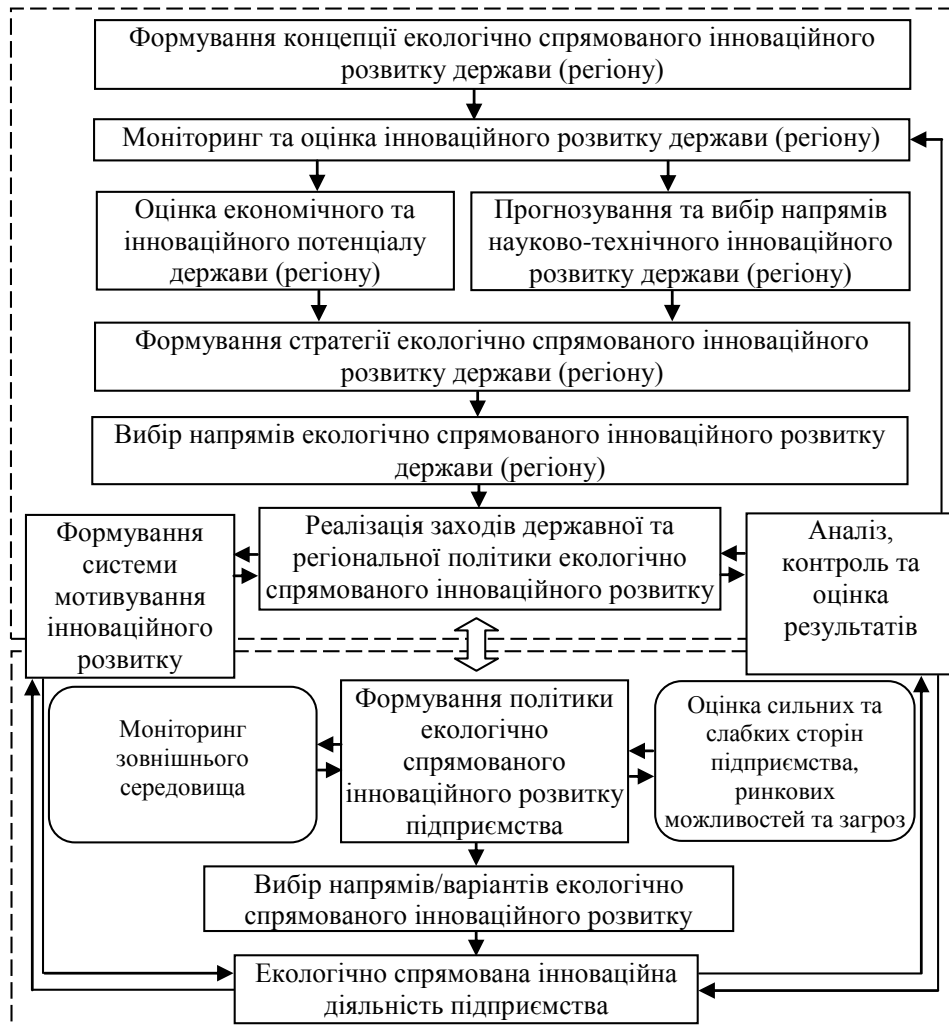 Формування концепції екологічно спрямованого інноваційного
розвитку держави (регіону)
Моніторинг та оцінка інноваційного розвитку держави (регіону)
Оцінка економічного та
інноваційного потенціалу
держави (регіону)
Прогнозування та вибір напрямів
науково-технічного інноваційного
розвитку держави (регіону)
Формування стратегії екологічно спрямованого інноваційного
розвитку держави (регіону)
Вибір напрямів екологічно спрямованого інноваційного розвитку
держави (регіону)
Формування
системи
мотивування
інноваційного
розвитку
Реалізація заходів державної та
регіональної політики екологічно
спрямованого інноваційного розвитку
Аналіз,
контроль та
оцінка
результатів
Моніторинг
зовнішнього
середовища
Формування політики
екологічно
спрямованого
інноваційного розвитку
підприємства
Оцінка сильних та
слабких сторін
підприємства,
ринкових
можливостей та загроз
Вибір напрямів/варіантів екологічно
спрямованого інноваційного розвитку
Екологічно спрямована інноваційна
діяльність підприємства